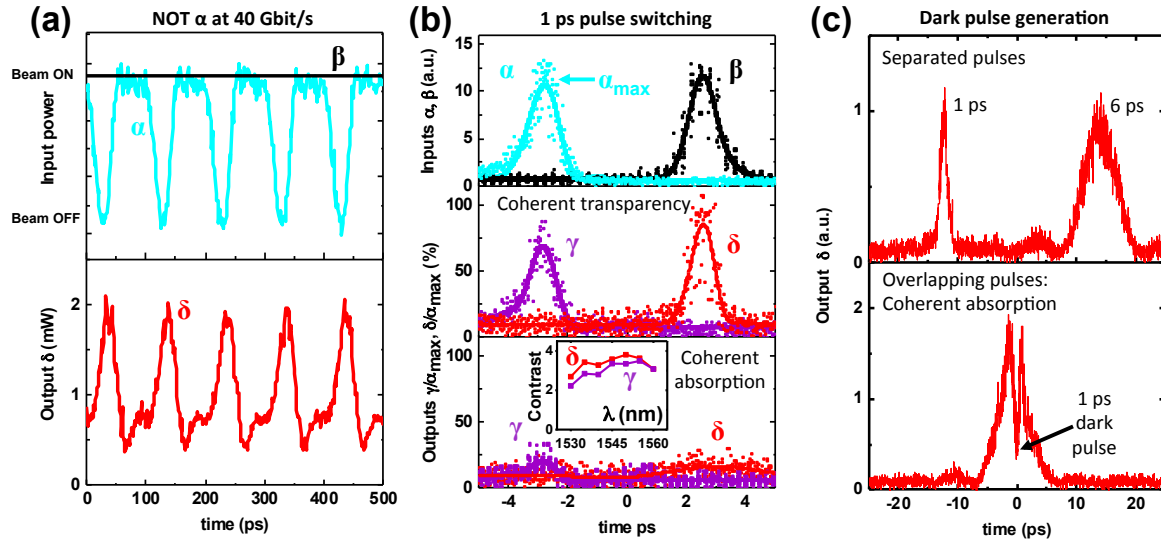 (a)
NOT α at 40 Gbit/s
Beam ON
β
α
Input power
Beam OFF
δ
Output δ (mW)
2
1
0
0 100 200 300 400 500
time (ps)
(b)
1 ps pulse switching
α
α max
β
Inputs α, β (a.u.)
15
10
5
0
Coherent transparency
γ
δ
100
50
0
Outputs γ/α max, δ/α max (%)
Coherent
absorption
δ
γ
Contrast
4
2
0
λ (nm)
1530 1545 1560
γ
δ
100
50
0
-4 -2 0 2 4
time ps
(c)
Dark pulse generation
Separated pulses
1 ps
6 ps
1
0
Output δ (a.u.)
Overlapping pulses:
Coherent absorption
1 ps
dark
pulse
2
1
0
-20 -10 0 10 20
time (ps)